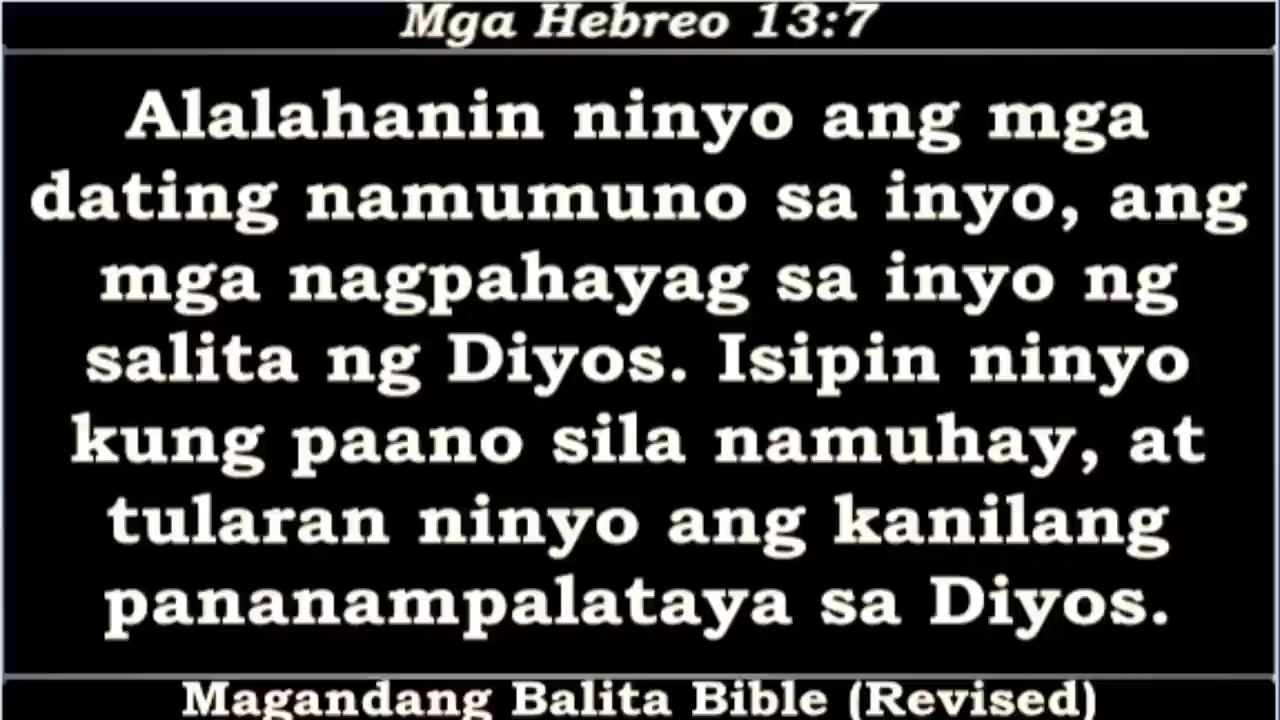 Mga Hebreo 13:7
Alalahanin ninyo ang mga
dating namumuno sa inyo, ang
mga nagpahayag sa inyo ng
salita ng Diyos. Isipin ninyo
kung paano sila namuhay, at
tularan ninyo ang kanilang
pananampalataya sa Diyos.
Magandang Balita Bible (Revised)